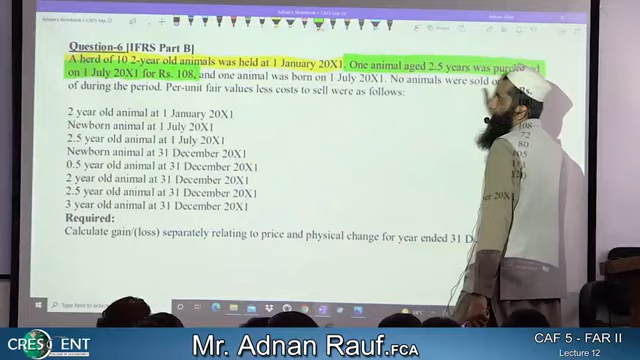 Question-6 [IFRS Part B]
A herd of 10 2-year old animals was held at 1 January 20X1. One animal aged 2.5 years was purchased
on 1 July 20X1 for Rs. 108, and one animal was born on 1 July 20X1. No animals were sold or
of during the period. Per-unit fair values less costs to sell were as follows:
Rs.
2 year old animal at 1 January 20X1
Newborn animal at 1 July 20X1
2.5 year old animal at 1 July 20X1 108
Newborn animal at 31 December 20X1 72
0.5 year old animal at 31 December 20X1 80
2 year old animal at 31 December 20X1 105
2.5 year old animal at 31 December 20X1
3 year old animal at 31 December 20X1 120
Required:
Calculate gain/(loss) separately relating to price and physical change for year ended 31
20X1
CRESCENT
COLLEGE OF ACCOUNTANCY
Mr. Adnan Rauf.FCA
CAF 5 - FAR II
Lecture 12